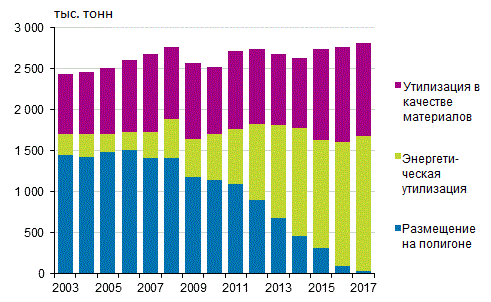 тыс. тонн
3 000
2 500
2 000
1 500
1 000
500
0
2003
2005
2007
2009
2011
2013
2015
2017
Утилизация в
качестве
материалов
Энергети-
ческая
утилизация
Размещение
на полигоне